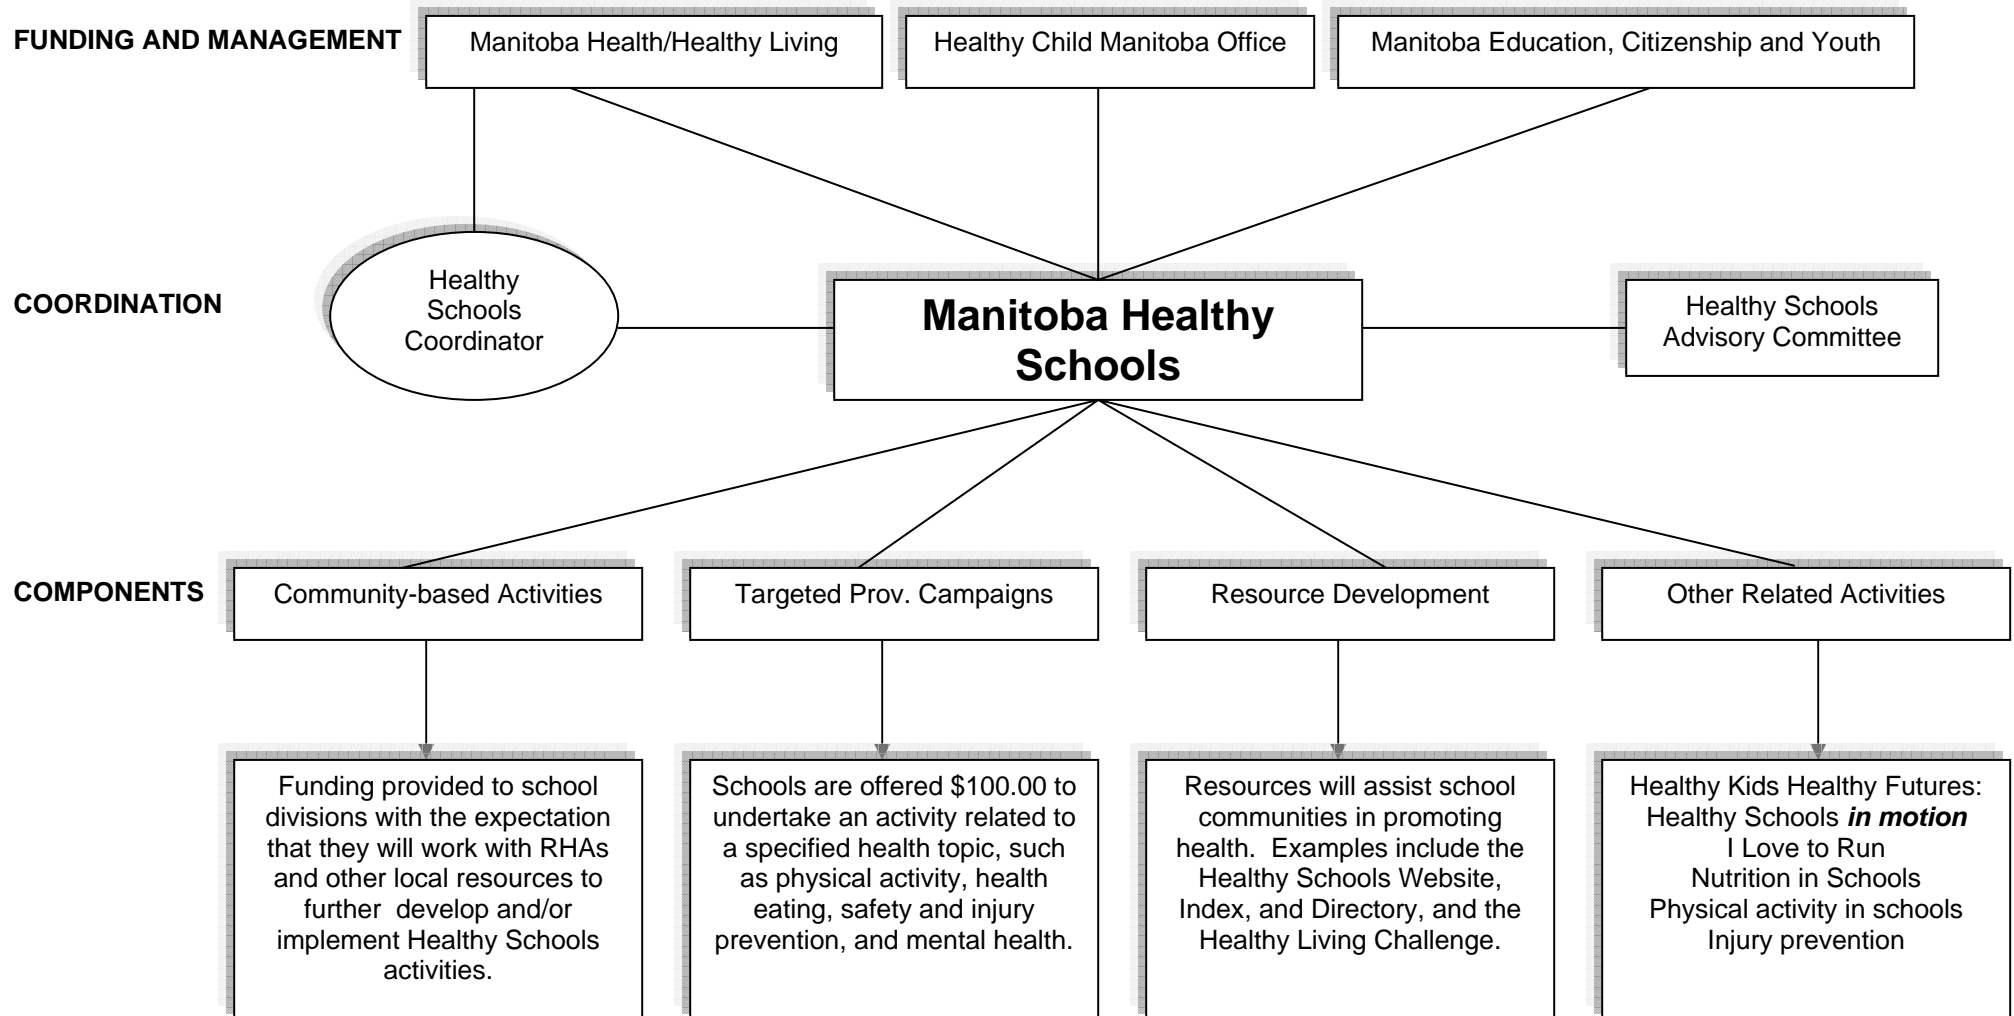 FUNDING AND MANAGEMENT
Manitoba Health/Healthy Living
Healthy Child Manitoba Office
Manitoba Education, Citizenship and Youth
COORDINATION
Healthy
Schools
Coordinator
Manitoba Healthy
Schools
Healthy Schools
Advisory Committee
COMPONENTS
Community-based Activities
Targeted Prov. Campaigns
Resource Development
Other Related Activities
Funding provided to school
divisions with the expectation
that they will work with RHAs
and other local resources to
further develop and/or
implement Healthy Schools
activities.
Schools are offered $100.00 to
undertake an activity related to
a specified health topic, such
as physical activity, health
eating, safety and injury
prevention, and mental health.
Resources will assist school
communities in promoting
health. Examples include the
Healthy Schools Website,
Index, and Directory, and the
Healthy Living Challenge.
Healthy Kids Healthy Futures:
Healthy Schools in motion
I Love to Run
Nutrition in Schools
Physical activity in schools
Injury prevention